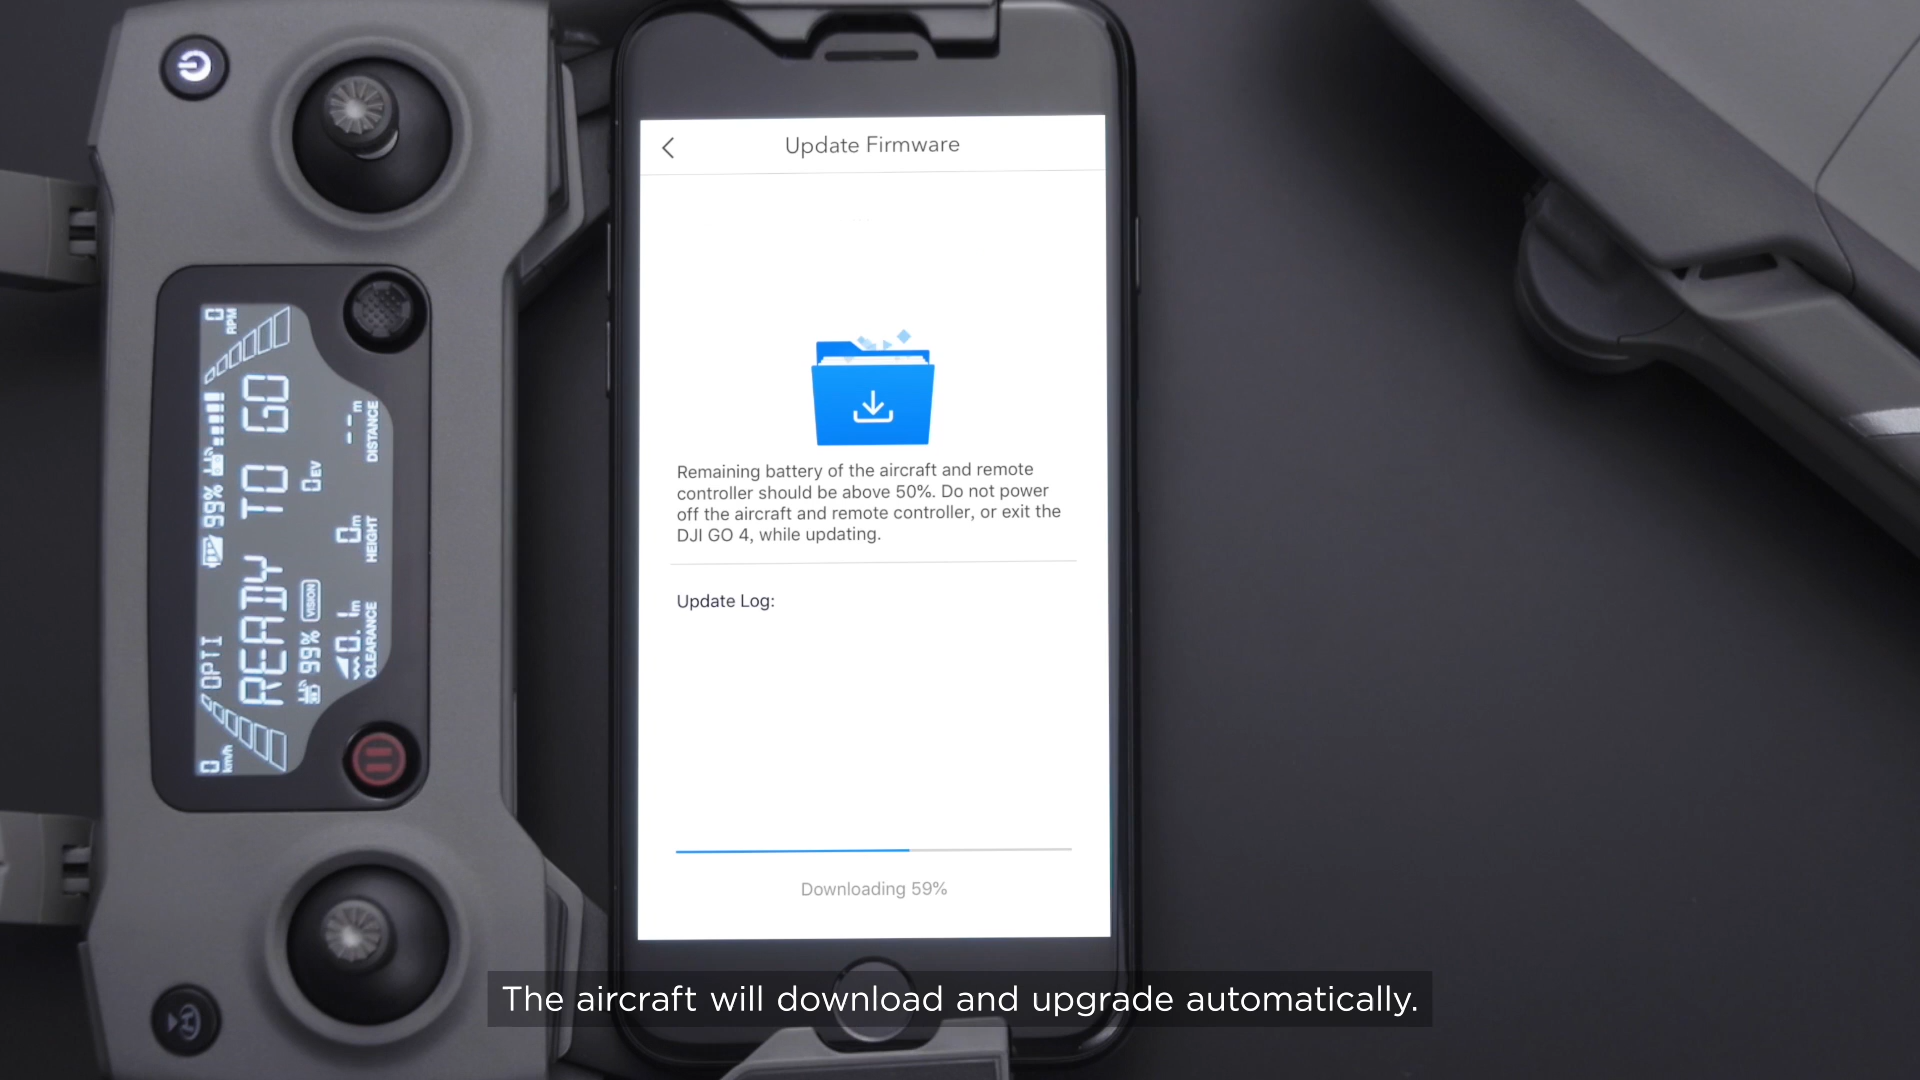 0
RPM
99%
READY TO GO
0EV
--m
DISTANCE
0m
HEIGHT
OPTI
99%
VISION
0.1m
CLEARANCE
0
km/h
Update Firmware
Remaining battery of the aircraft and remote
controller should be above 50%. Do not power
off the aircraft and remote controller, or exit the
DJI GO 4, while updating.
Update Log:
Downloading 59%
The aircraft will download and upgrade automatically.